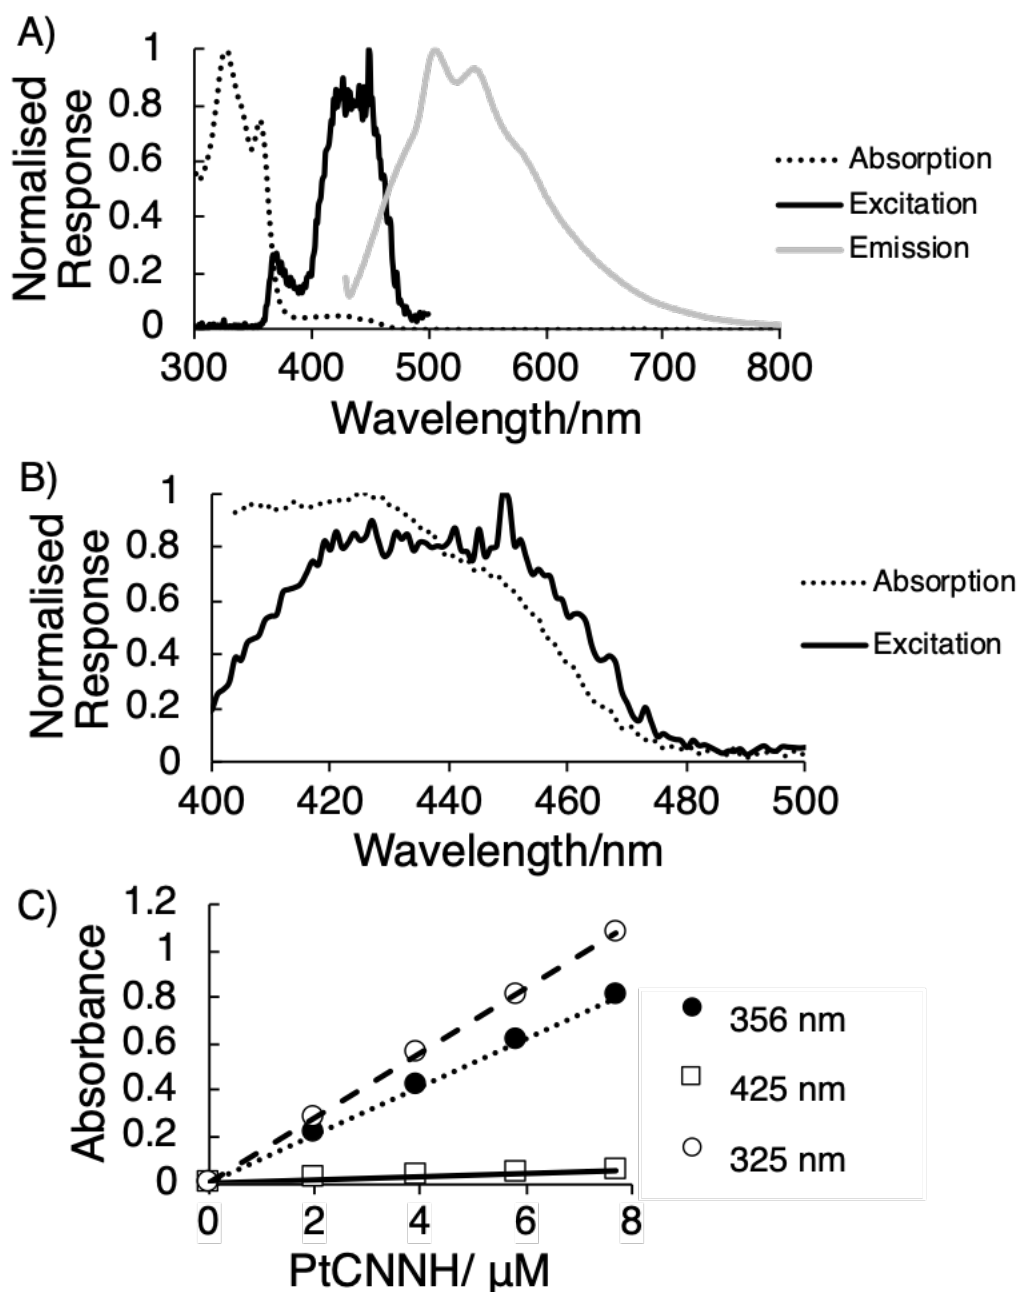 A)
Normalised
Response
1
0.8
0.6
0.4
0.2
0
300 400 500 600 700 800
Wavelength/nm
Absorption
Excitation
Emission
B)
Normalised
Response
1
0.8
0.6
0.4
0.2
0
400 420 440 460 480 500
Wavelength/nm
Absorption
Excitation
C)
Absorbance
1.2
1
0.8
0.6
0.4
0.2
0
0 2 4 6 8
PtCNNH/ μM
356 nm
425 nm
325 nm